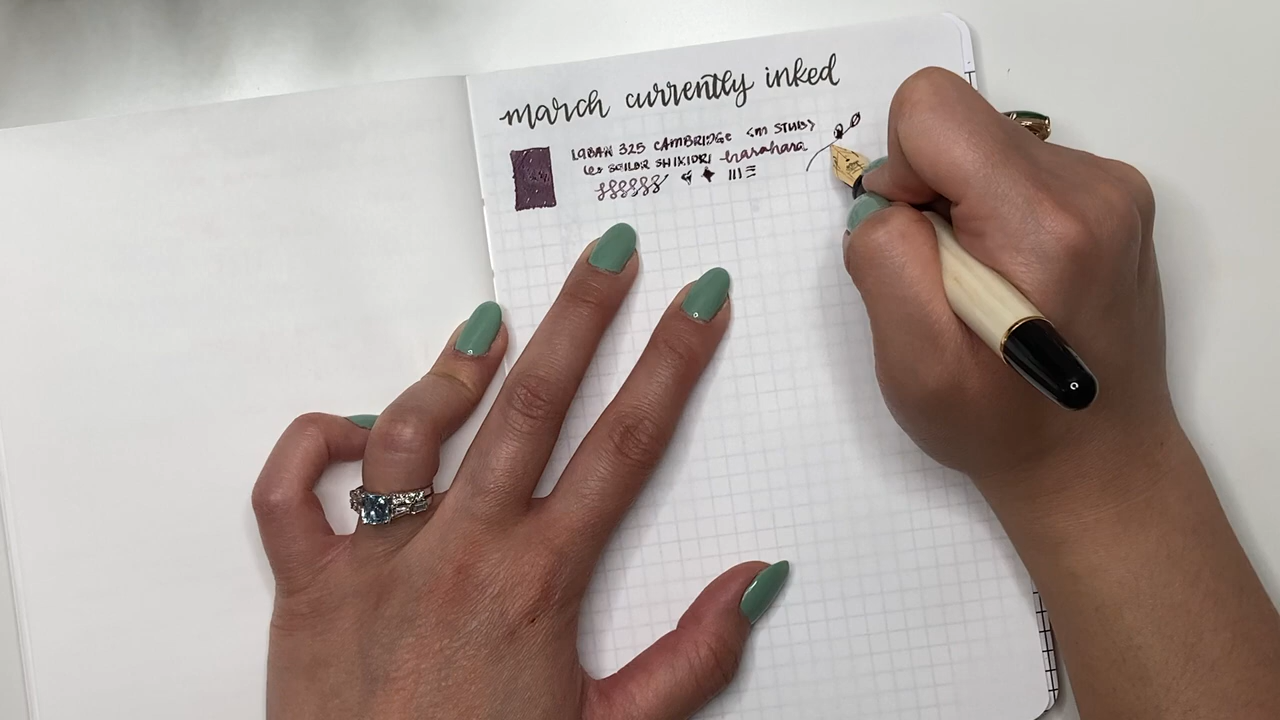 march currently inked
LABAN 325 CAMBRIDGE <M STUB>
↳ SAILOR SHIKIORI harahara